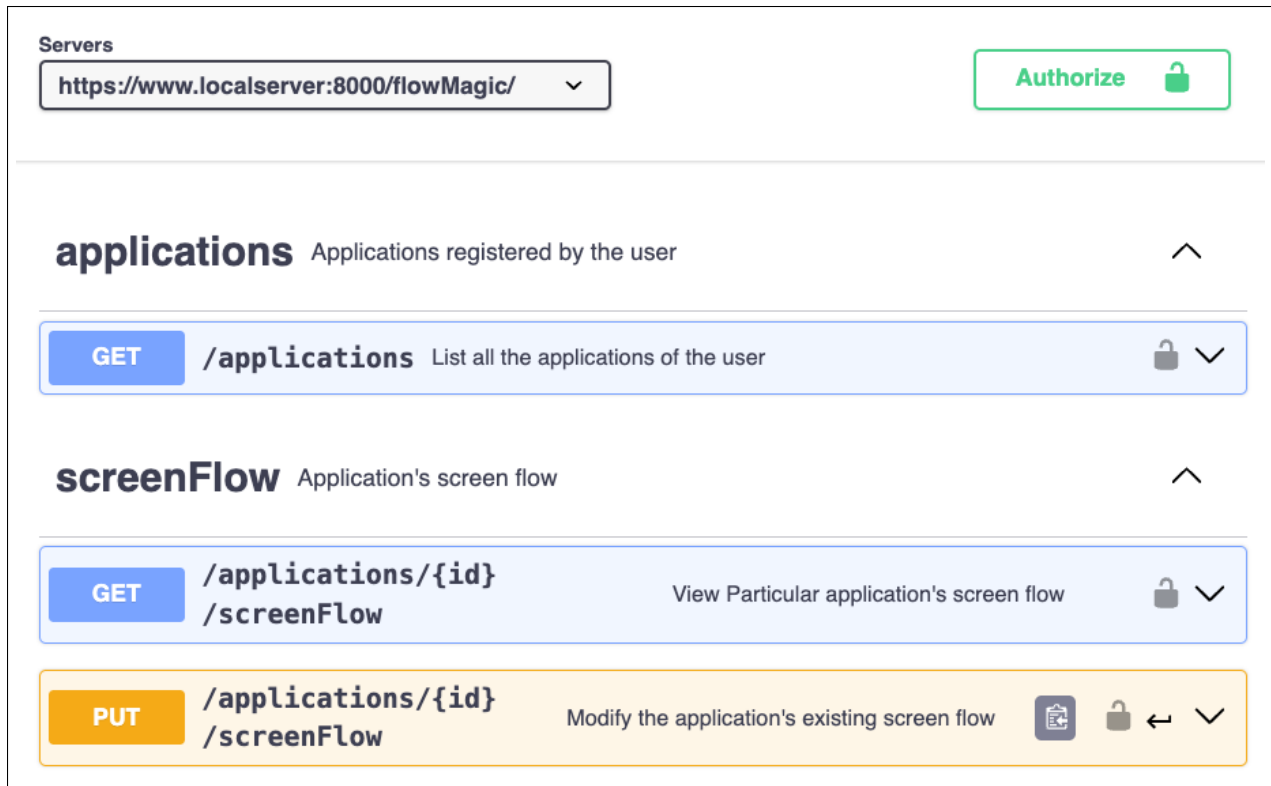 Servers
https://www.localserver:8000/flowMagic/
Authorize
applications Applications registered by the user
GET /applications List all the applications of the user
screenFlow Application's screen flow
GET /applications/{id} View Particular application's screen flow
/screenFlow
PUT /applications/{id} Modify the application's existing screen flow
/screenFlow